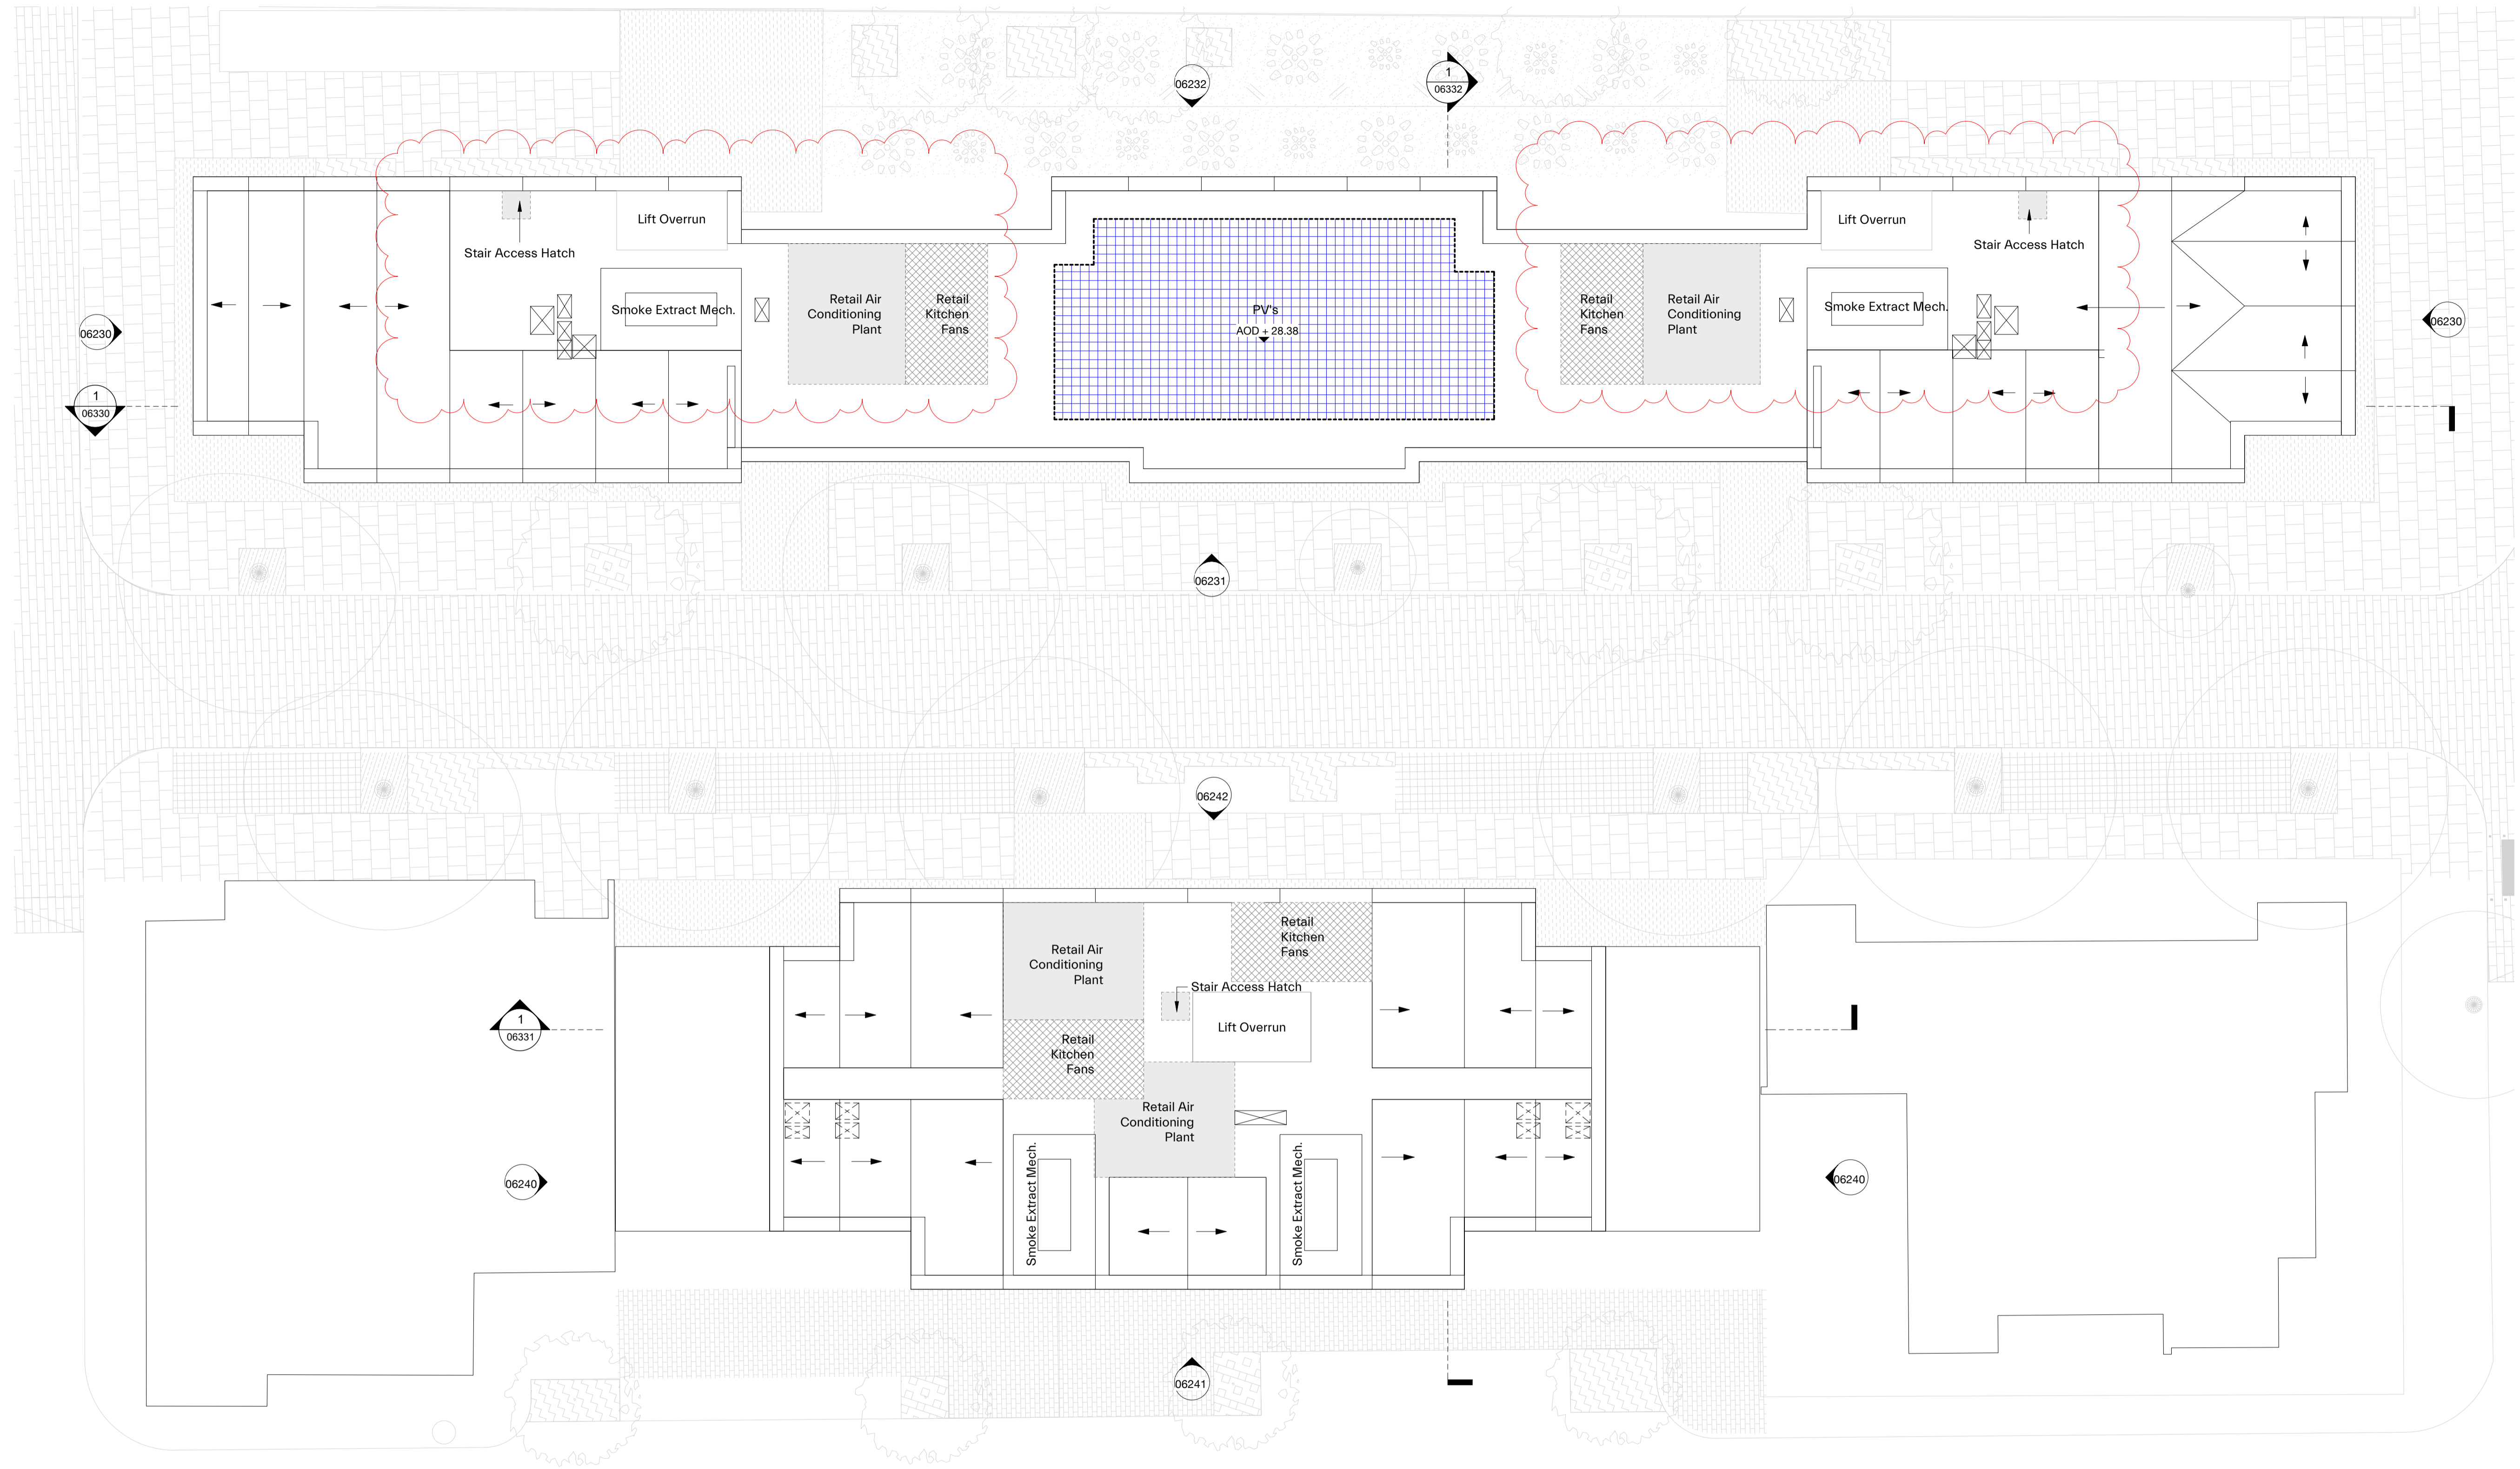 06232
1
06332
Lift Overrun
Stair Access Hatch
Smoke Extract Mech.
Retail Air
Conditioning
Plant
Retail
Kitchen
Fans
PV's
AOD + 28.38
Retail
Kitchen
Fans
Retail Air
Conditioning
Plant
Lift Overrun
Stair Access Hatch
Smoke Extract Mech.
06230
06230
1
06330
06231
06242
Retail Air
Conditioning
Plant
Retail
Kitchen
Fans
Stair Access Hatch
Lift Overrun
Retail
Kitchen
Fans
1
06331
Retail Air
Conditioning
Plant
Smoke Extract Mech.
Smoke Extract Mech.
06240
06240
06241